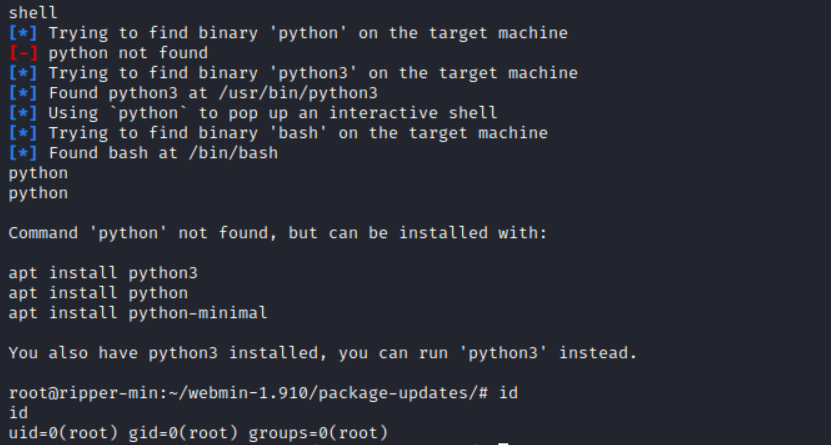 shell
[*] Trying to find binary 'python' on the target machine
[-] python not found
[*] Trying to find binary 'python3' on the target machine
[*] Found python3 at /usr/bin/python3
[*] Using `python` to pop up an interactive shell
[*] Trying to find binary 'bash' on the target machine
[*] Found bash at /bin/bash
python
python
Command 'python' not found, but can be installed with:
apt install python3
apt install python
apt install python-minimal
You also have python3 installed, you can run 'python3' instead.
root@ripper-min:~/webmin-1.910/package-updates/# id
id
uid=0(root) gid=0(root) groups=0(root)